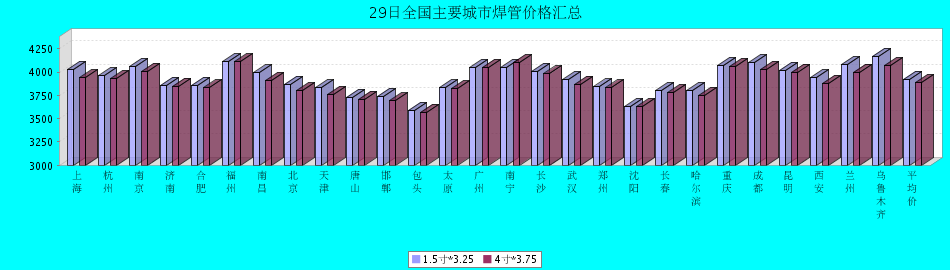 29日全国主要城市焊管价格汇总
4250
4000
3750
3500
3250
3000
上海
杭州
南京
济南
合肥
福州
南昌
北京
天津
唐山
邯郸
包头
太原
广州
南宁
长沙
武汉
郑州
沈阳
长春
哈尔滨
重庆
成都
昆明
西安
兰州
乌鲁木齐
平均价
1.5寸*3.25 4寸*3.75